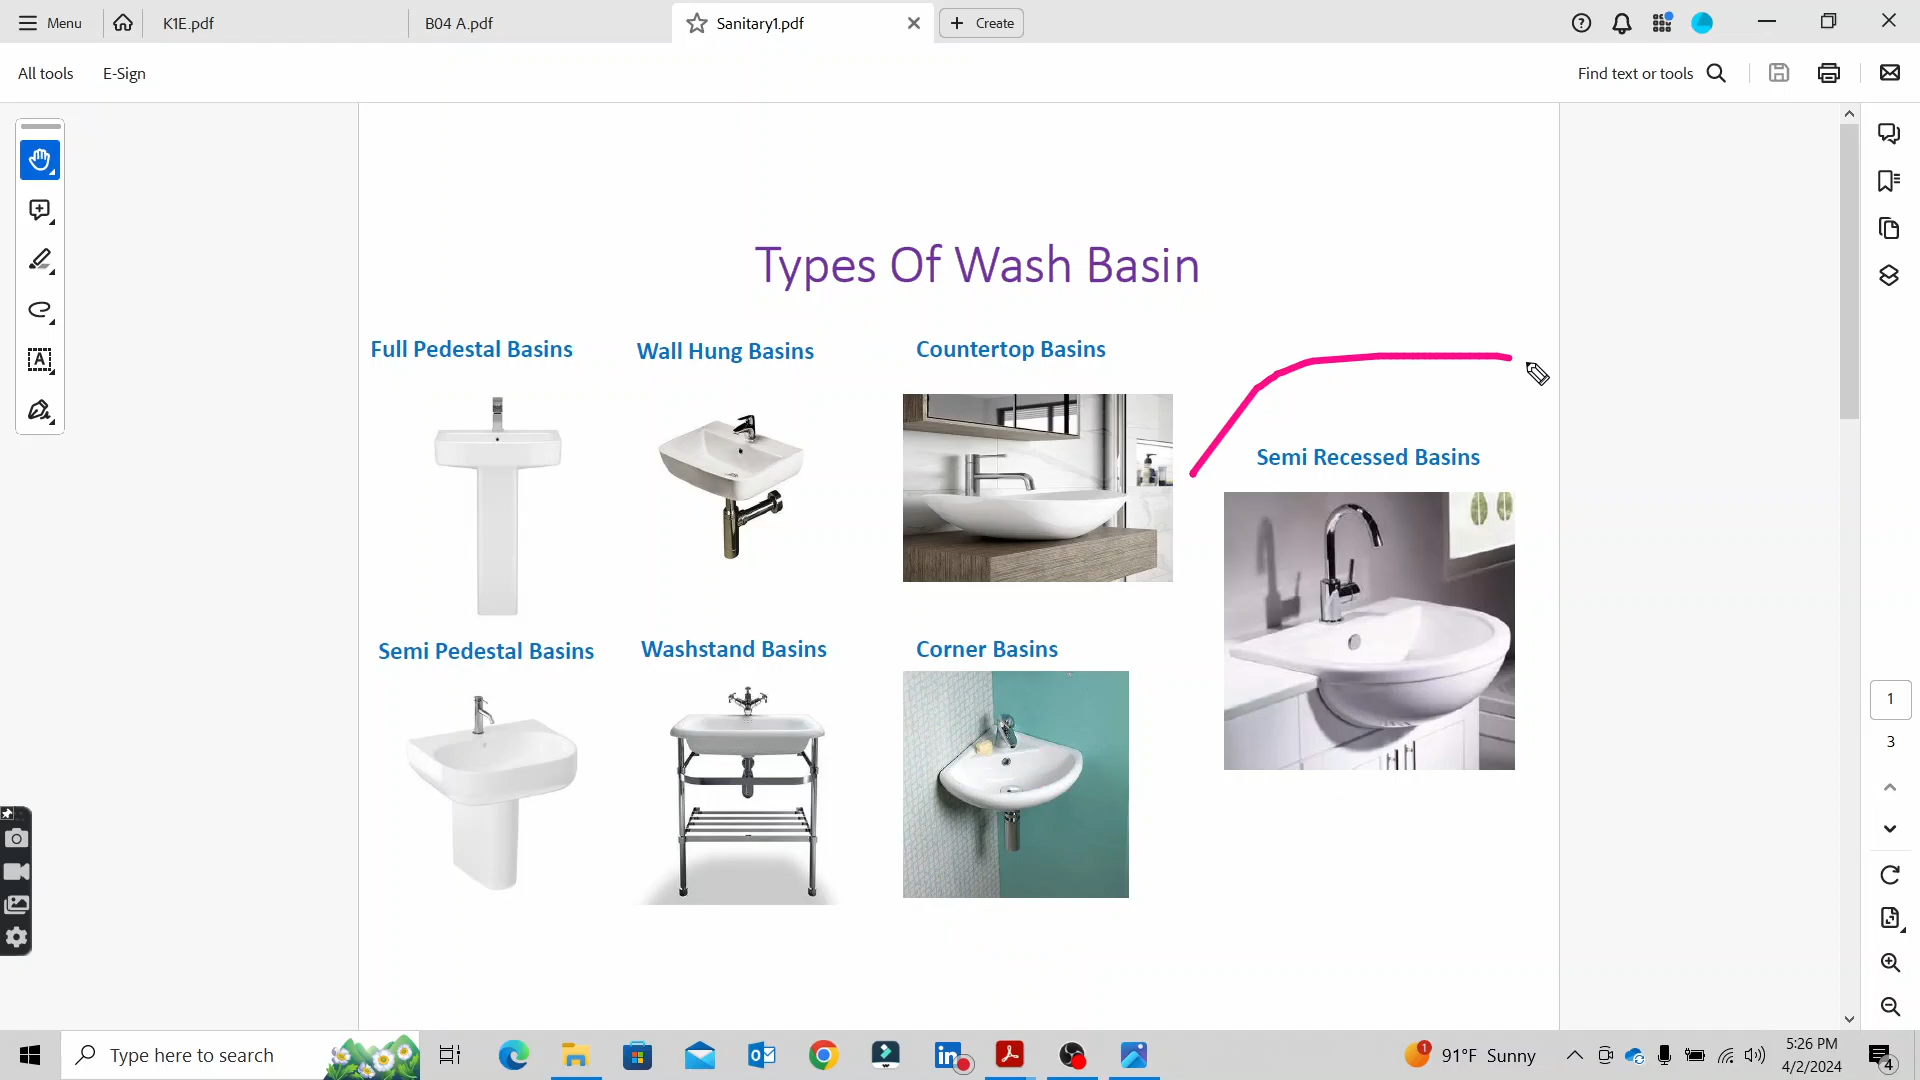 Menu
K1E.pdf
B04 A.pdf
Sanitary1.pdf
Create
All tools
E-Sign
Find text or tools
Types Of Wash Basin
Full Pedestal Basins
Wall Hung Basins
Countertop Basins
Semi Recessed Basins
Semi Pedestal Basins
Washstand Basins
Corner Basins
1
3
Type here to search
1
91°F Sunny
5:26 PM
4/2/2024
4